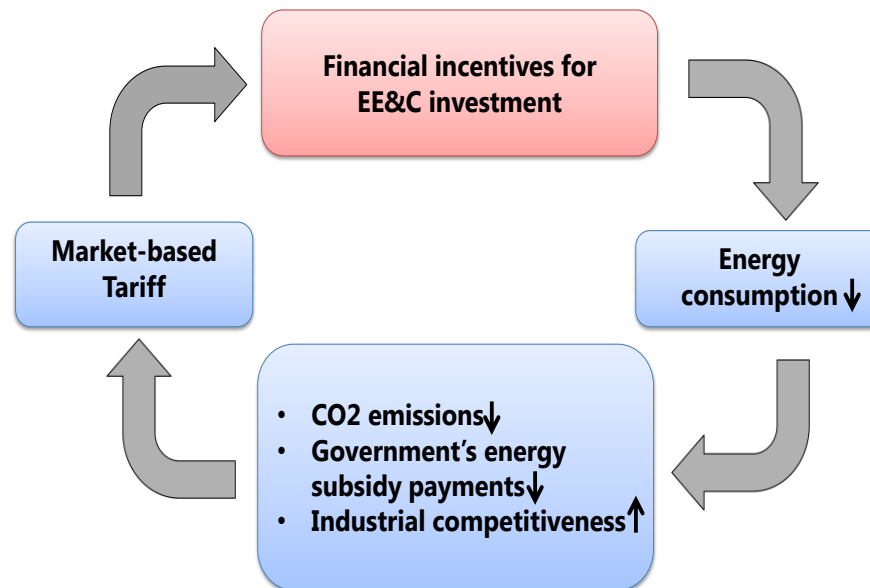 Financial incentives for
EE&C investment
Market-based
Tariff
Energy
consumption↓
• CO2 emissions↓
• Government’s energy
subsidy payments↓
• Industrial competitiveness↑